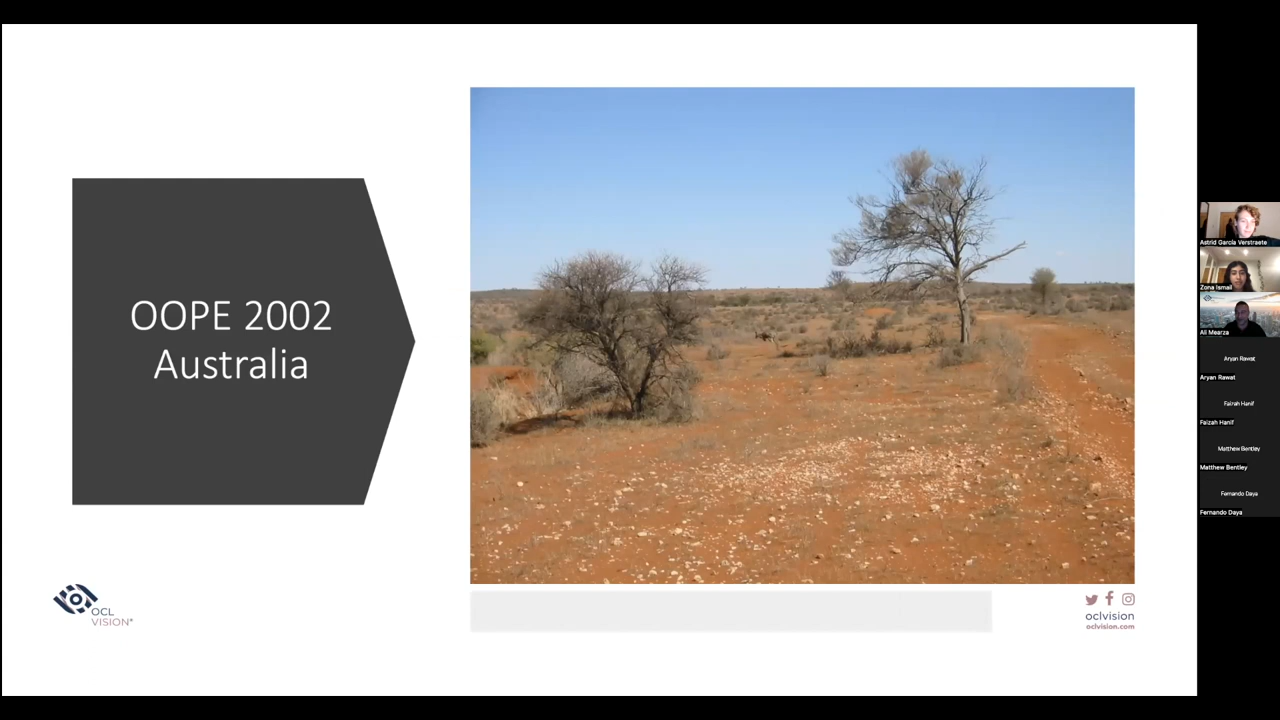 OOPE 2002
Australia
OCL
VISION®
oclvision
oclvision.com
Astrid García Verstraete
Zona Ismail
Ali Mearza
Aryan Rawat
Aryan Rawat
Faizah Hanif
Faizah Hanif
Matthew Bentley
Matthew Bentley
Fernando Daya
Fernando Daya